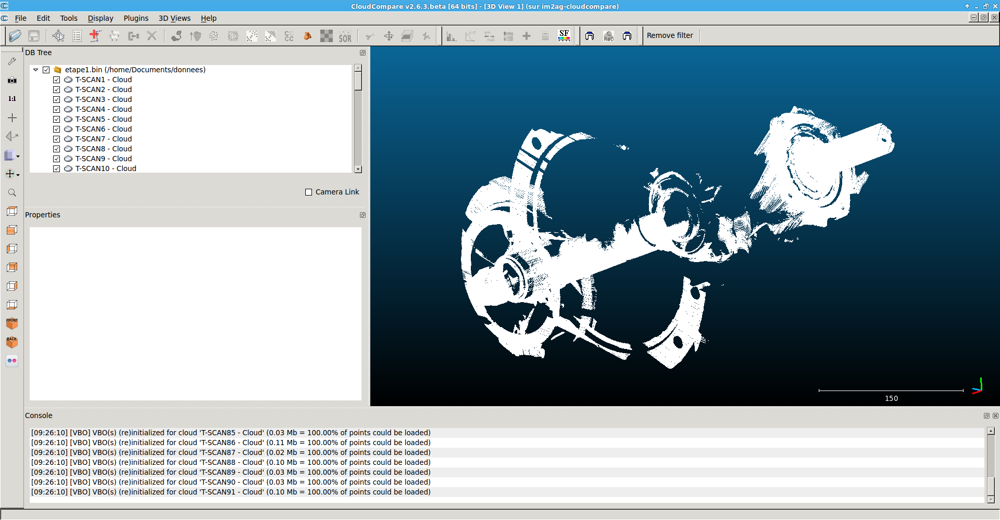 CloudCompare v2.6.3.beta [64 bits] - [3D View 1] (sur im2ag-cloudcompare)
File Edit Tools Display Plugins 3D Views Help
SOR
CC
CC
min
max
SF
RSD
Remove filter
1:1
FRONT
BACK
DB Tree
etape1.bin (/home/Documents/donnees)
T-SCAN1 - Cloud
T-SCAN2 - Cloud
T-SCAN3 - Cloud
T-SCAN4 - Cloud
T-SCAN5 - Cloud
T-SCAN6 - Cloud
T-SCAN7 - Cloud
T-SCAN8 - Cloud
T-SCAN9 - Cloud
T-SCAN10 - Cloud
Camera Link
Properties
150
Console
[09:26:10] [VBO] VBO(s) (re)initialized for cloud 'T-SCAN85 - Cloud' (0.03 Mb = 100.00% of points could be loaded)
[09:26:10] [VBO] VBO(s) (re)initialized for cloud 'T-SCAN86 - Cloud' (0.11 Mb = 100.00% of points could be loaded)
[09:26:10] [VBO] VBO(s) (re)initialized for cloud 'T-SCAN87 - Cloud' (0.02 Mb = 100.00% of points could be loaded)
[09:26:10] [VBO] VBO(s) (re)initialized for cloud 'T-SCAN88 - Cloud' (0.10 Mb = 100.00% of points could be loaded)
[09:26:10] [VBO] VBO(s) (re)initialized for cloud 'T-SCAN89 - Cloud' (0.03 Mb = 100.00% of points could be loaded)
[09:26:10] [VBO] VBO(s) (re)initialized for cloud 'T-SCAN90 - Cloud' (0.03 Mb = 100.00% of points could be loaded)
[09:26:10] [VBO] VBO(s) (re)initialized for cloud 'T-SCAN91 - Cloud' (0.10 Mb = 100.00% of points could be loaded)